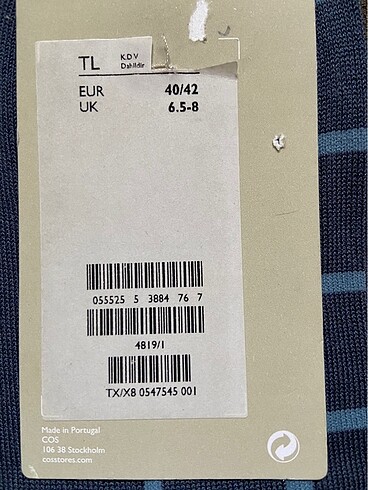 TL K.D.V
Dahildir
EUR 40/42
UK 6.5-8
055525 5 3884 76 7
4819/1
TX/X8 0547545 001
Made in Portugal
COS
106 38 Stockholm
cosstores.com